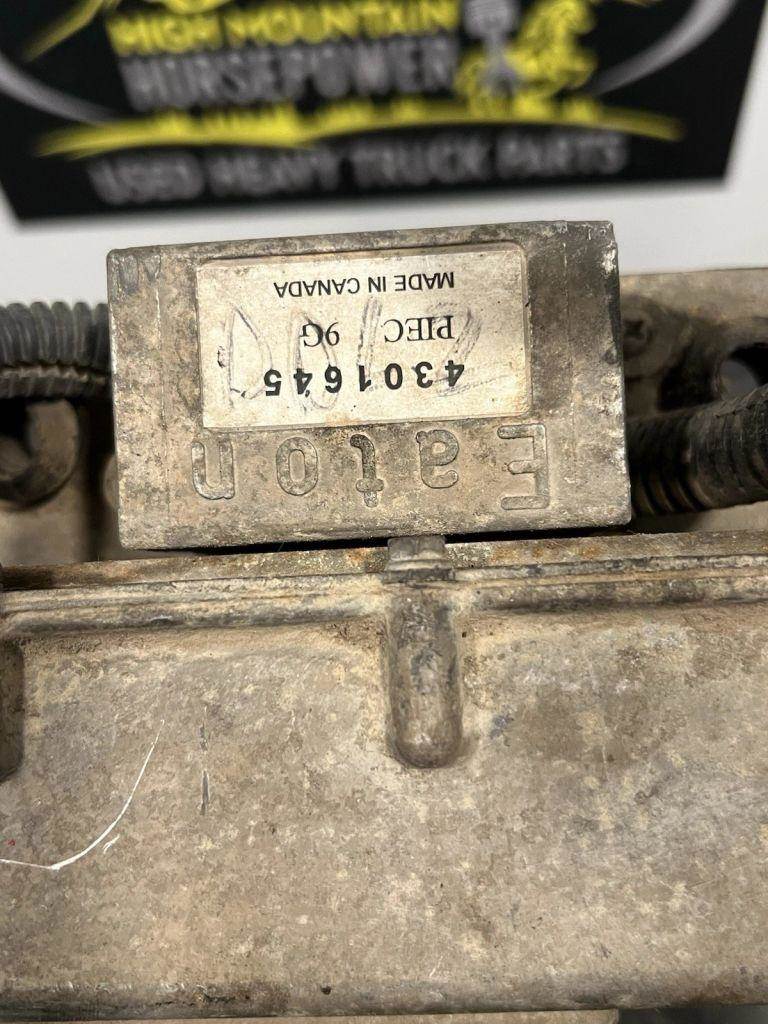 HIGH MOUNTAIN
HORSEPOWER
USED HEAVY TRUCK PARTS
Eaton
4301645
PIEC 9G
MADE IN CANADA